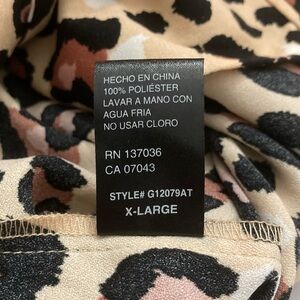 HECHO EN CHINA
100% POLIÉSTER
LAVAR A MANO CON
AGUA FRIA
NO USAR CLORO
RN 137036
CA 07043
STYLE# G12079AT
X-LARGE